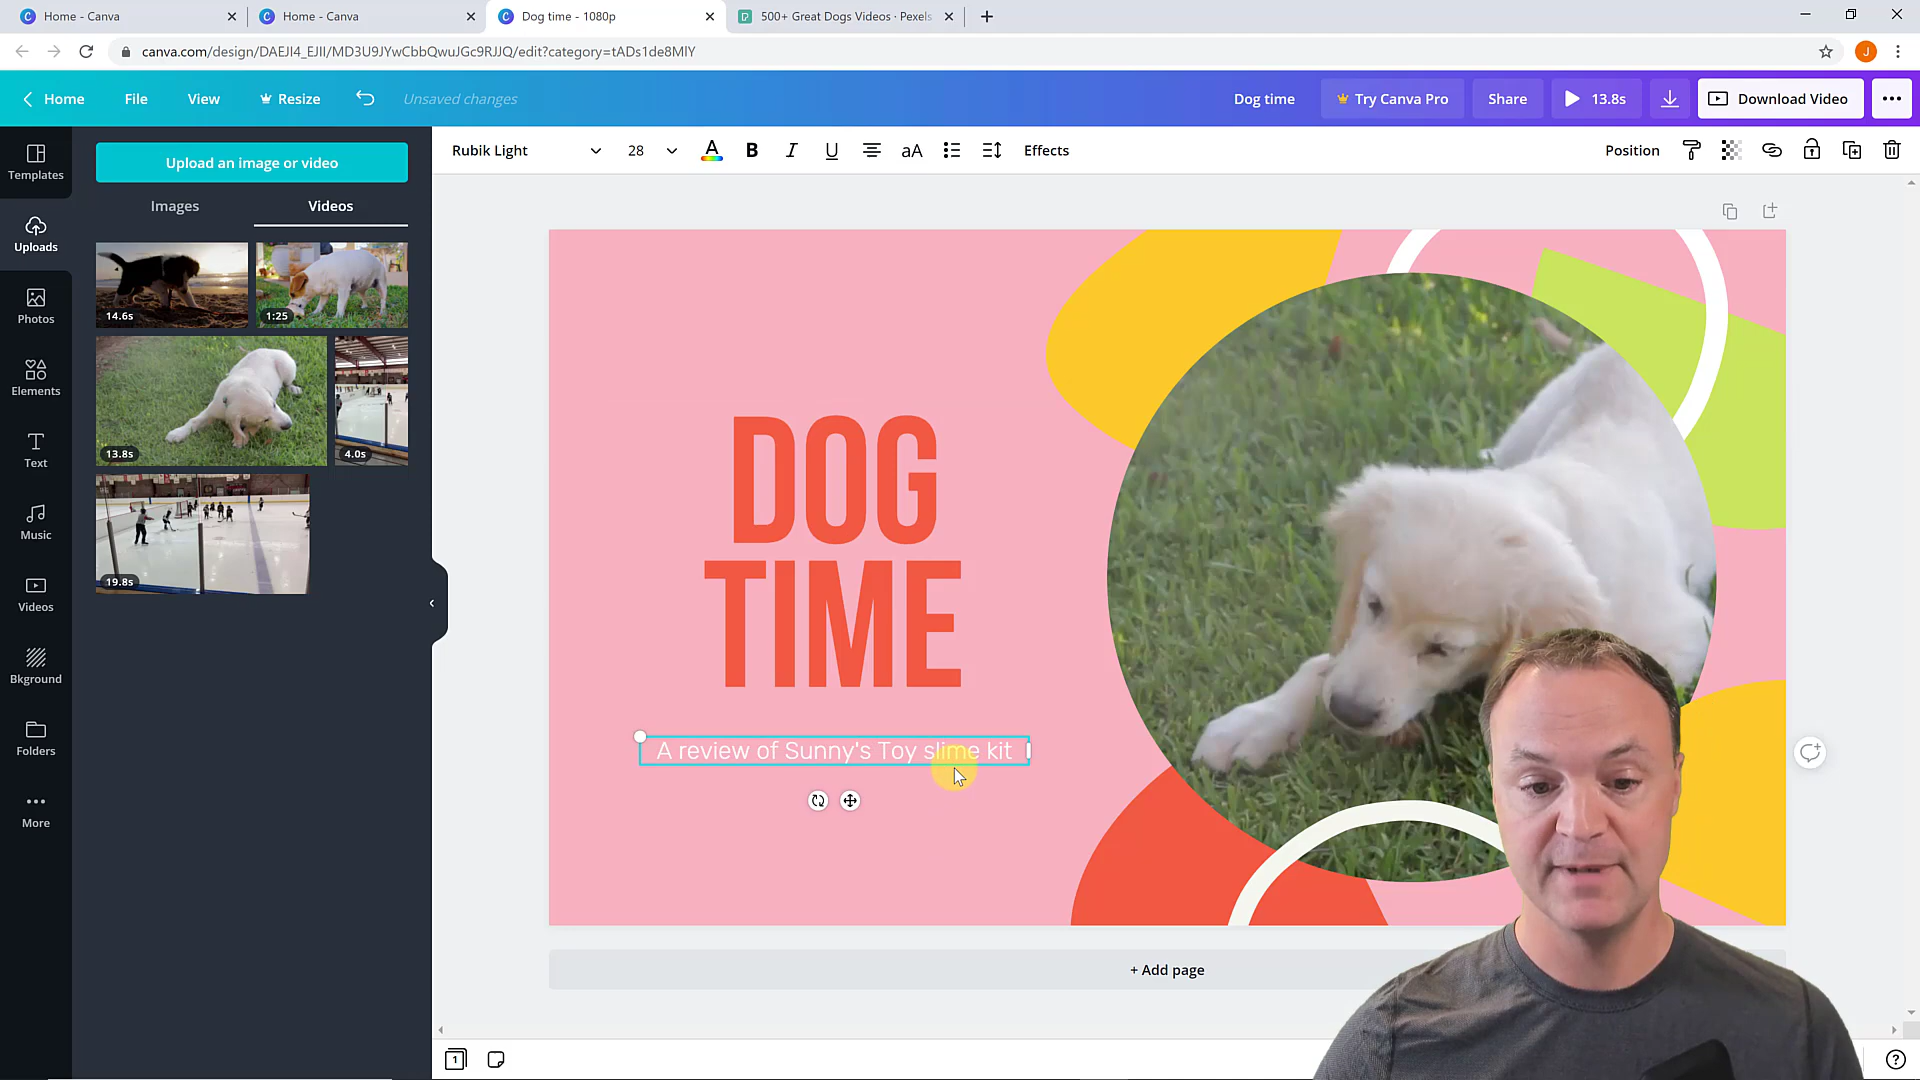 Home - Canva
Home - Canva
Dog time - 1080p
500+ Great Dogs Videos · Pexels
canva.com/design/DAEJI4_EJII/MD3U9JYwCbbQwuJGc9RJJQ/edit?category=tADs1de8MlY
J
Home
File
View
Resize
Unsaved changes
Dog time
Try Canva Pro
Share
13.8s
Download Video
Templates
Uploads
Photos
Elements
Text
Music
Videos
Bkground
Folders
More
Upload an image or video
Images
Videos
14.6s
1:25
13.8s
4.0s
19.8s
Rubik Light
28
A
B
I
U
aA
Effects
Position
DOG
TIME
A review of Sunny's Toy slime kit
+ Add page
1
?